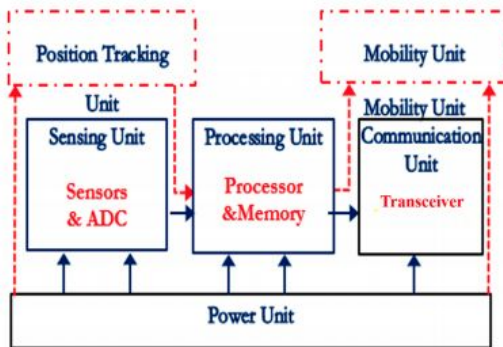 Position Tracking
Unit
Mobility Unit
Mobility Unit
Sensing Unit
Sensors
& ADC
Processing Unit
Processor
&Memory
Communication
Unit
Transceiver
Power Unit